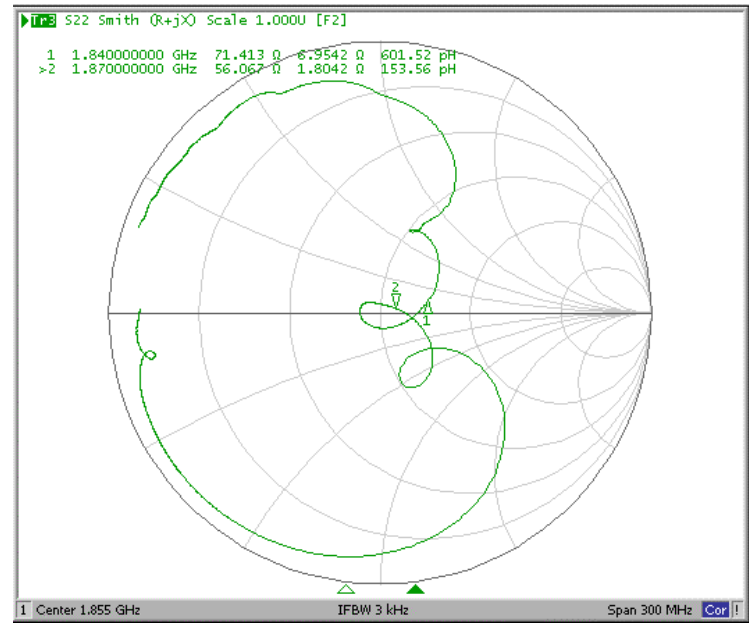 Tr3 S22 Smith (R+jX) Scale 1.000U [F2]
1 1.840000000 GHz 71.413 Ω 6.9542 Ω 601.52 pH
>2 1.870000000 GHz 56.067 Ω 1.8042 Ω 153.56 pH
2
1
1 Center 1.855 GHz IFBW 3 kHz Span 300 MHz Cor !